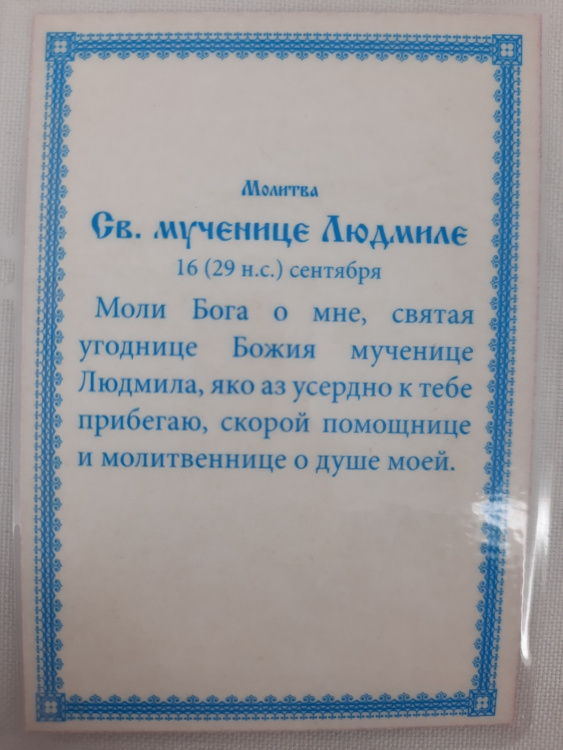 Молитва
Св. мученице Людмиле
16 (29 н.с.) сентября
Моли Бога о мне, святая
угоднице Божия мученице
Людмила, яко аз усердно к тебе
прибегаю, скорой помощнице
и молитвеннице о душе моей.